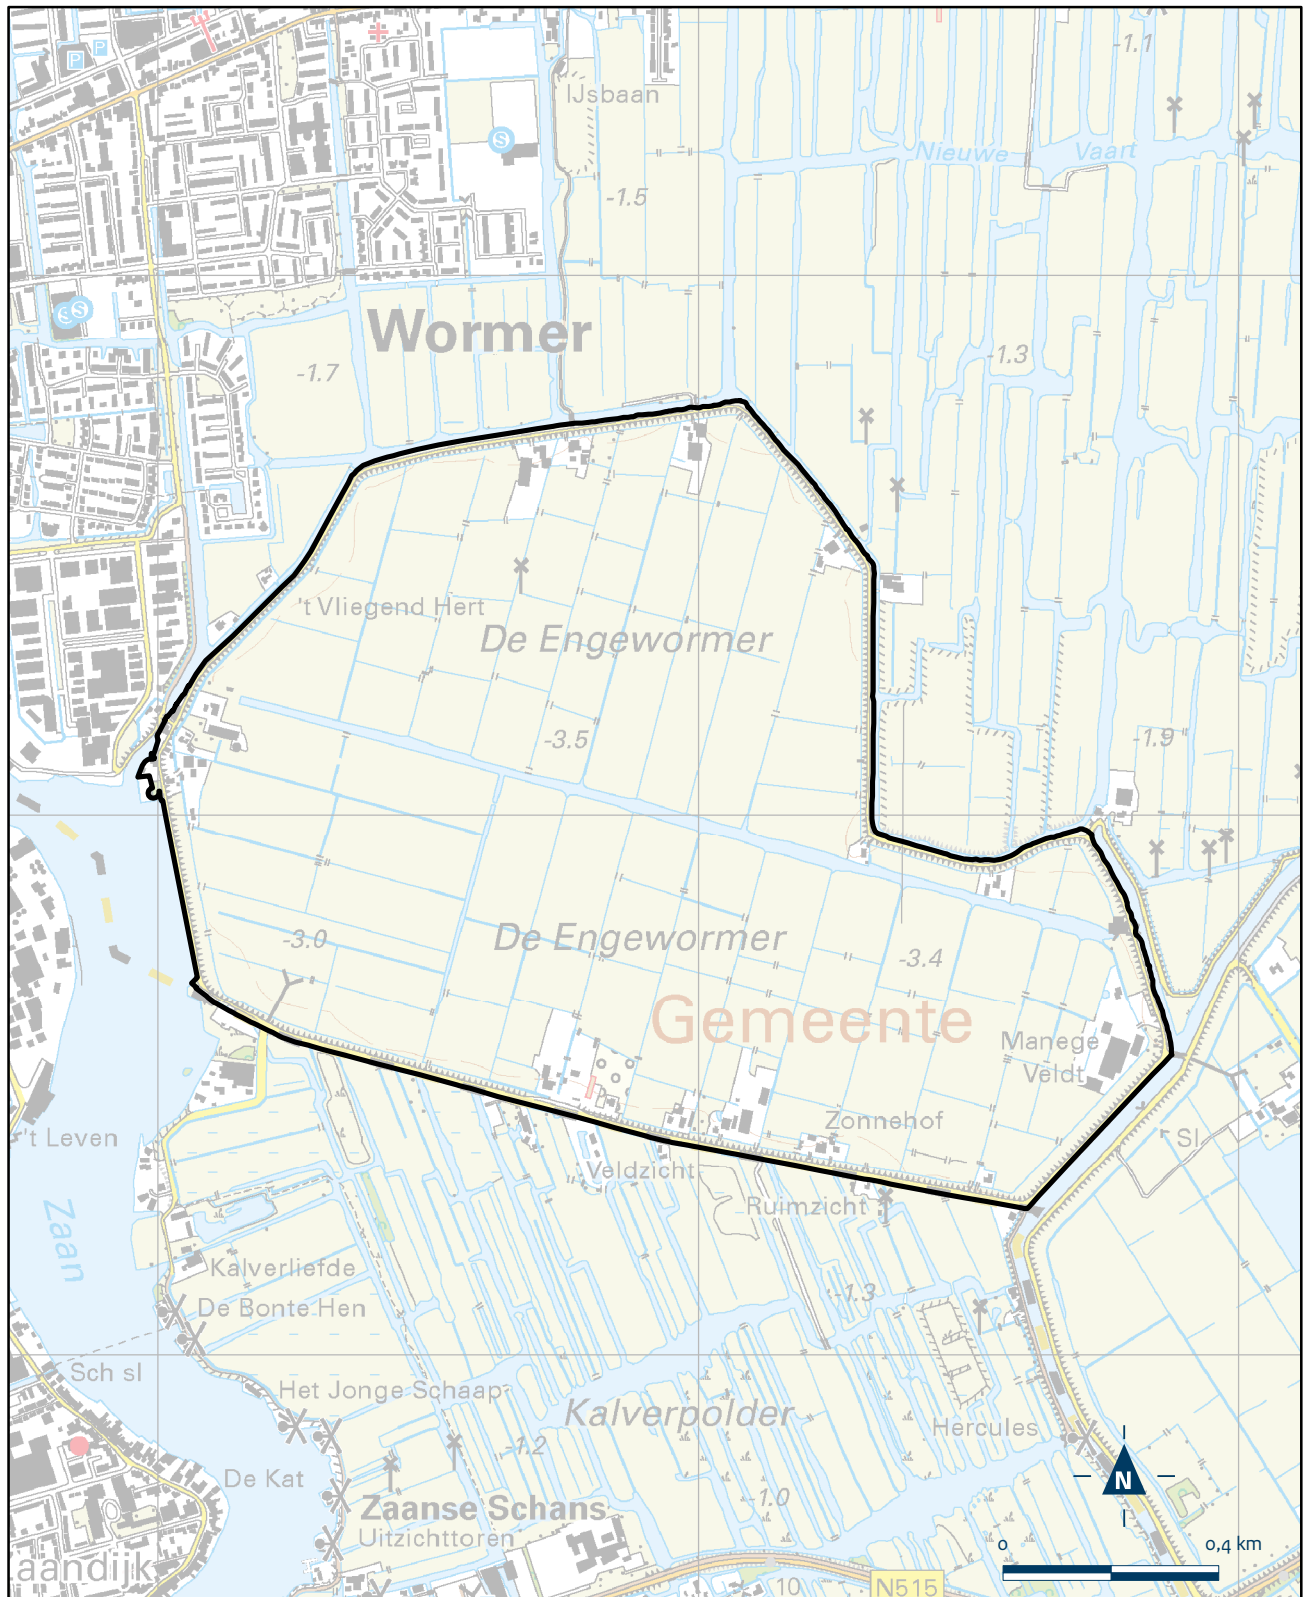 -1.1
P
P
IJsbaan
S
Nieuwe Vaart
-1.5
S
S
Wormer
-1.3
-1.7
't Vliegend Hert
De Engewormer
-3.5
-1.9
-3.0
De Engewormer
-3.4
Gemeente
Manege
Veldt
Zonnehof
't Leven
Sl
Veldzicht
Ruimzicht
Zaan
Kalverliefde
-1.3
De Bonte Hen
Sch sl
Het Jonge Schaap
Kalverpolder
Hercules
-1.2
De Kat
N
-1.0
Zaanse Schans
Uitzichttoren
0 0,4 km
aandijk
10
N515